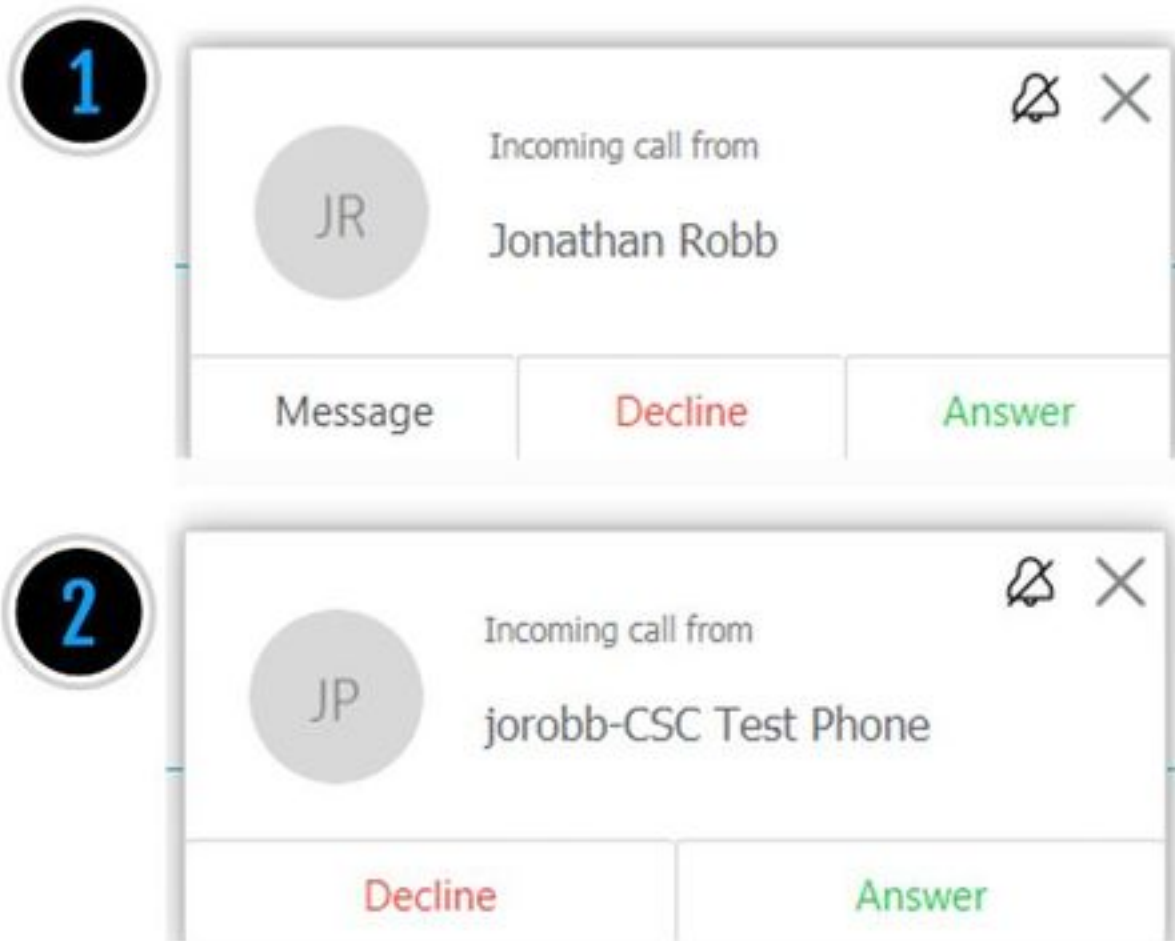 1
Incoming call from
JR
Jonathan Robb
Message Decline Answer
2
Incoming call from
JP
jorobb-CSC Test Phone
Decline Answer